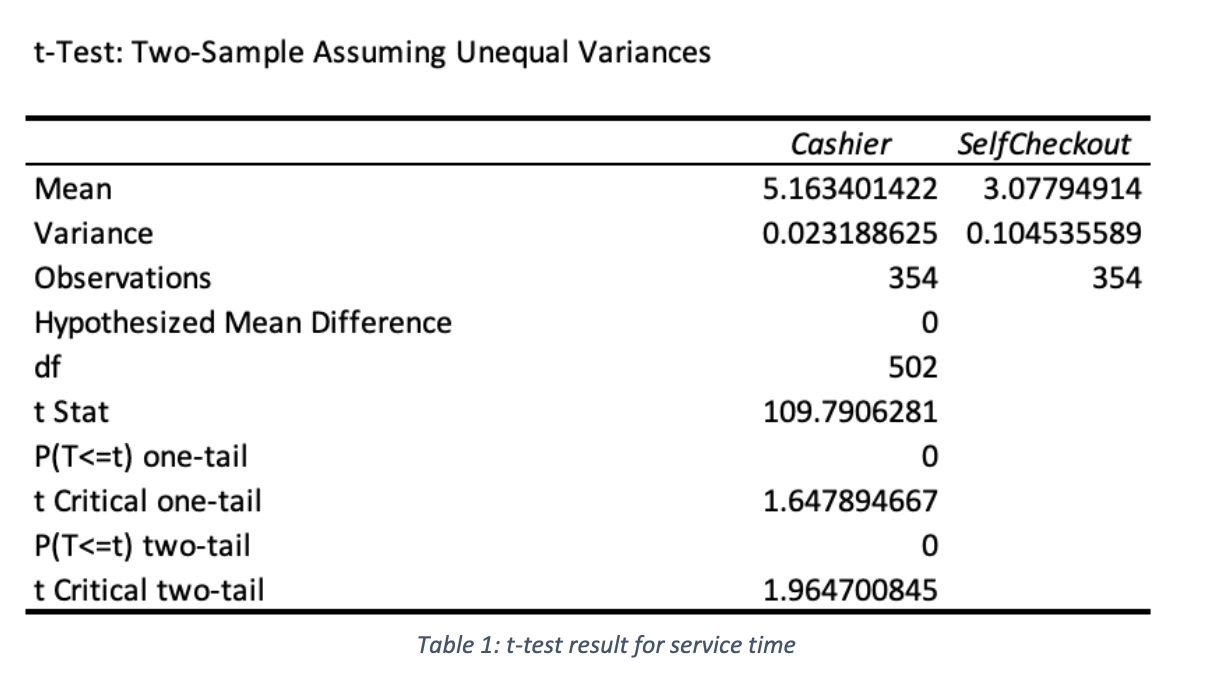 t-Test: Two-Sample Assuming Unequal Variances
Cashier SelfCheckout
Mean 5.163401422 3.07794914
Variance 0.023188625 0.104535589
Observations 354 354
Hypothesized Mean Difference 0
df 502
t Stat 109.7906281
P(T<=t) one-tail 0
t Critical one-tail 1.647894667
P(T<=t) two-tail 0
t Critical two-tail 1.964700845
Table 1: t-test result for service time